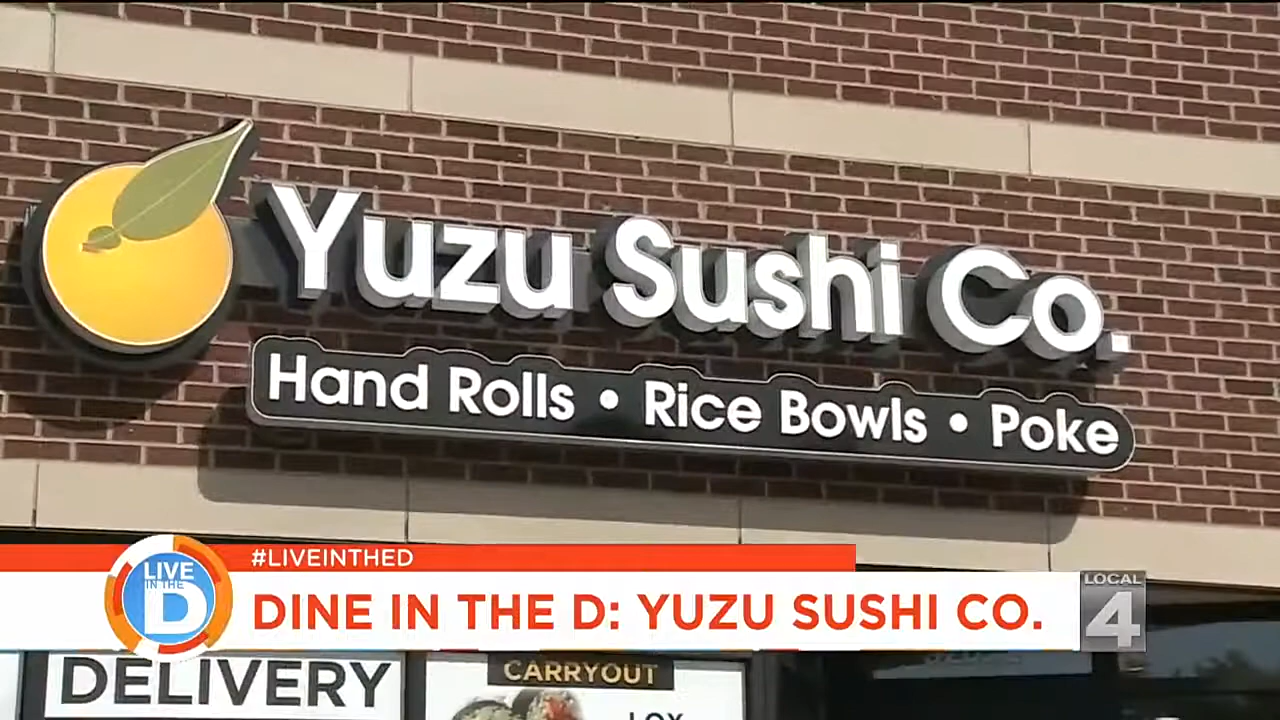 Yuzu Sushi Co.
Hand Rolls • Rice Bowls • Poke
#LIVEINTHED
LIVE
IN THE
D
DINE IN THE D: YUZU SUSHI CO.
LOCAL
4
DELIVERY
CARRYOUT
LOX